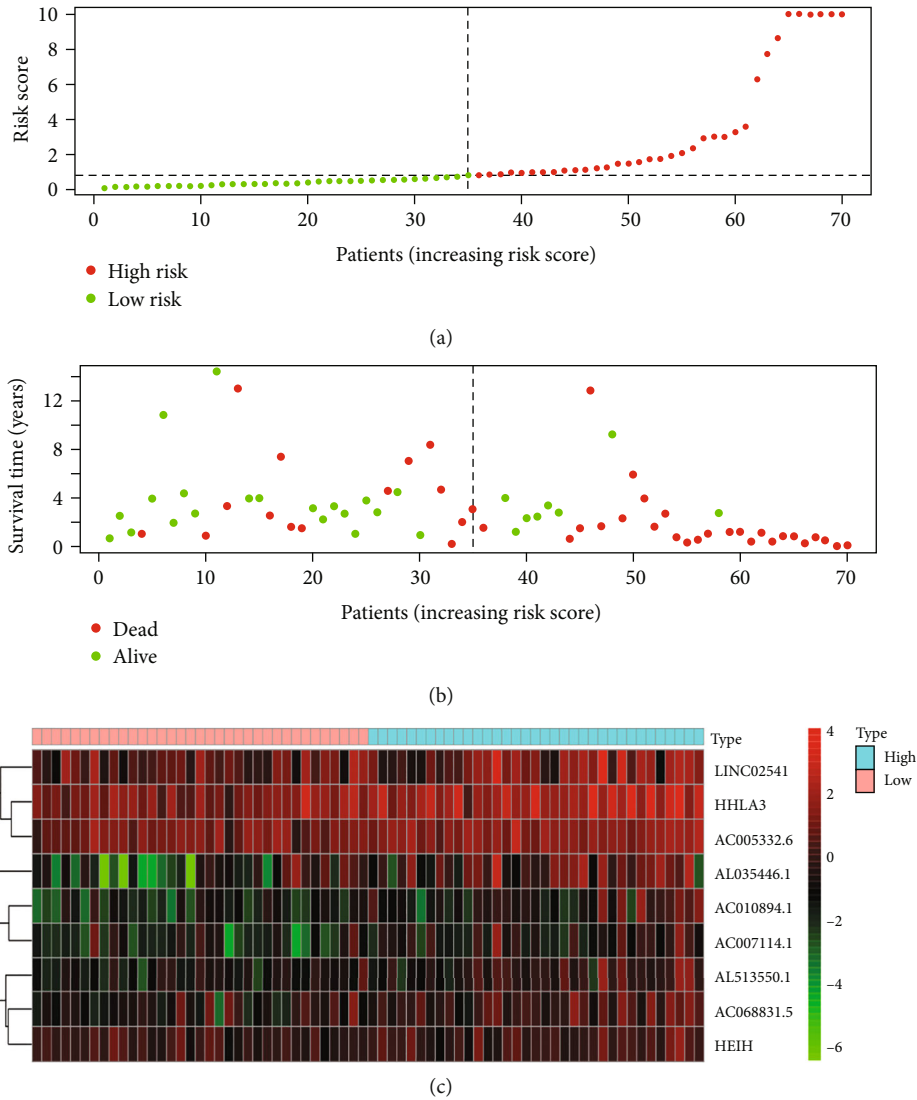 10
8
6
4
2
0
Risk score
0 10 20 30 40 50 60 70
Patients (increasing risk score)
High risk
Low risk
(a)
12
8
4
0
Survival time (years)
0 10 20 30 40 50 60 70
Patients (increasing risk score)
Dead
Alive
(b)
Type
LINC02541
HHLA3
AC005332.6
AL035446.1
AC010894.1
AC007114.1
AL513550.1
AC068831.5
HEIH
4
2
0
−2
−4
−6
Type
High
Low
(c)